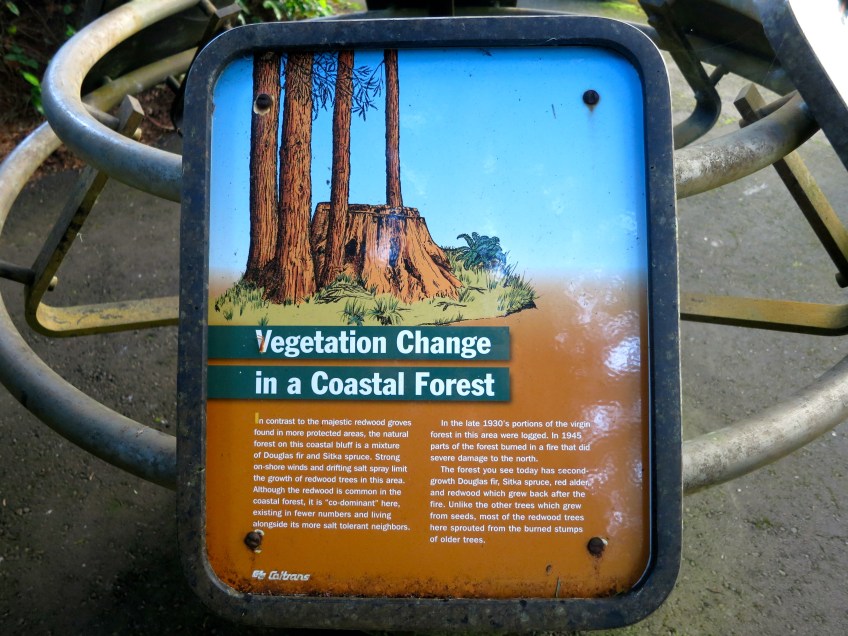 Vegetation Change
in a Coastal Forest
In contrast to the majestic redwood groves
found in more protected areas, the natural
forest on this coastal bluff is a mixture
of Douglas fir and Sitka spruce. Strong
on-shore winds and drifting salt spray limit
the growth of redwood trees in this area.
Although the redwood is common in the
coastal forest, it is "co-dominant" here,
existing in fewer numbers and living
alongside its more salt tolerant neighbors.
In the late 1930's portions of the virgin
forest in this area were logged. In 1945
parts of the forest burned in a fire that did
severe damage to the north.
The forest you see today has second-
growth Douglas fir, Sitka spruce, red alder,
and redwood which grew back after the
fire. Unlike the other trees which grew
from seeds, most of the redwood trees
here sprouted from the burned stumps
of older trees.
Caltrans